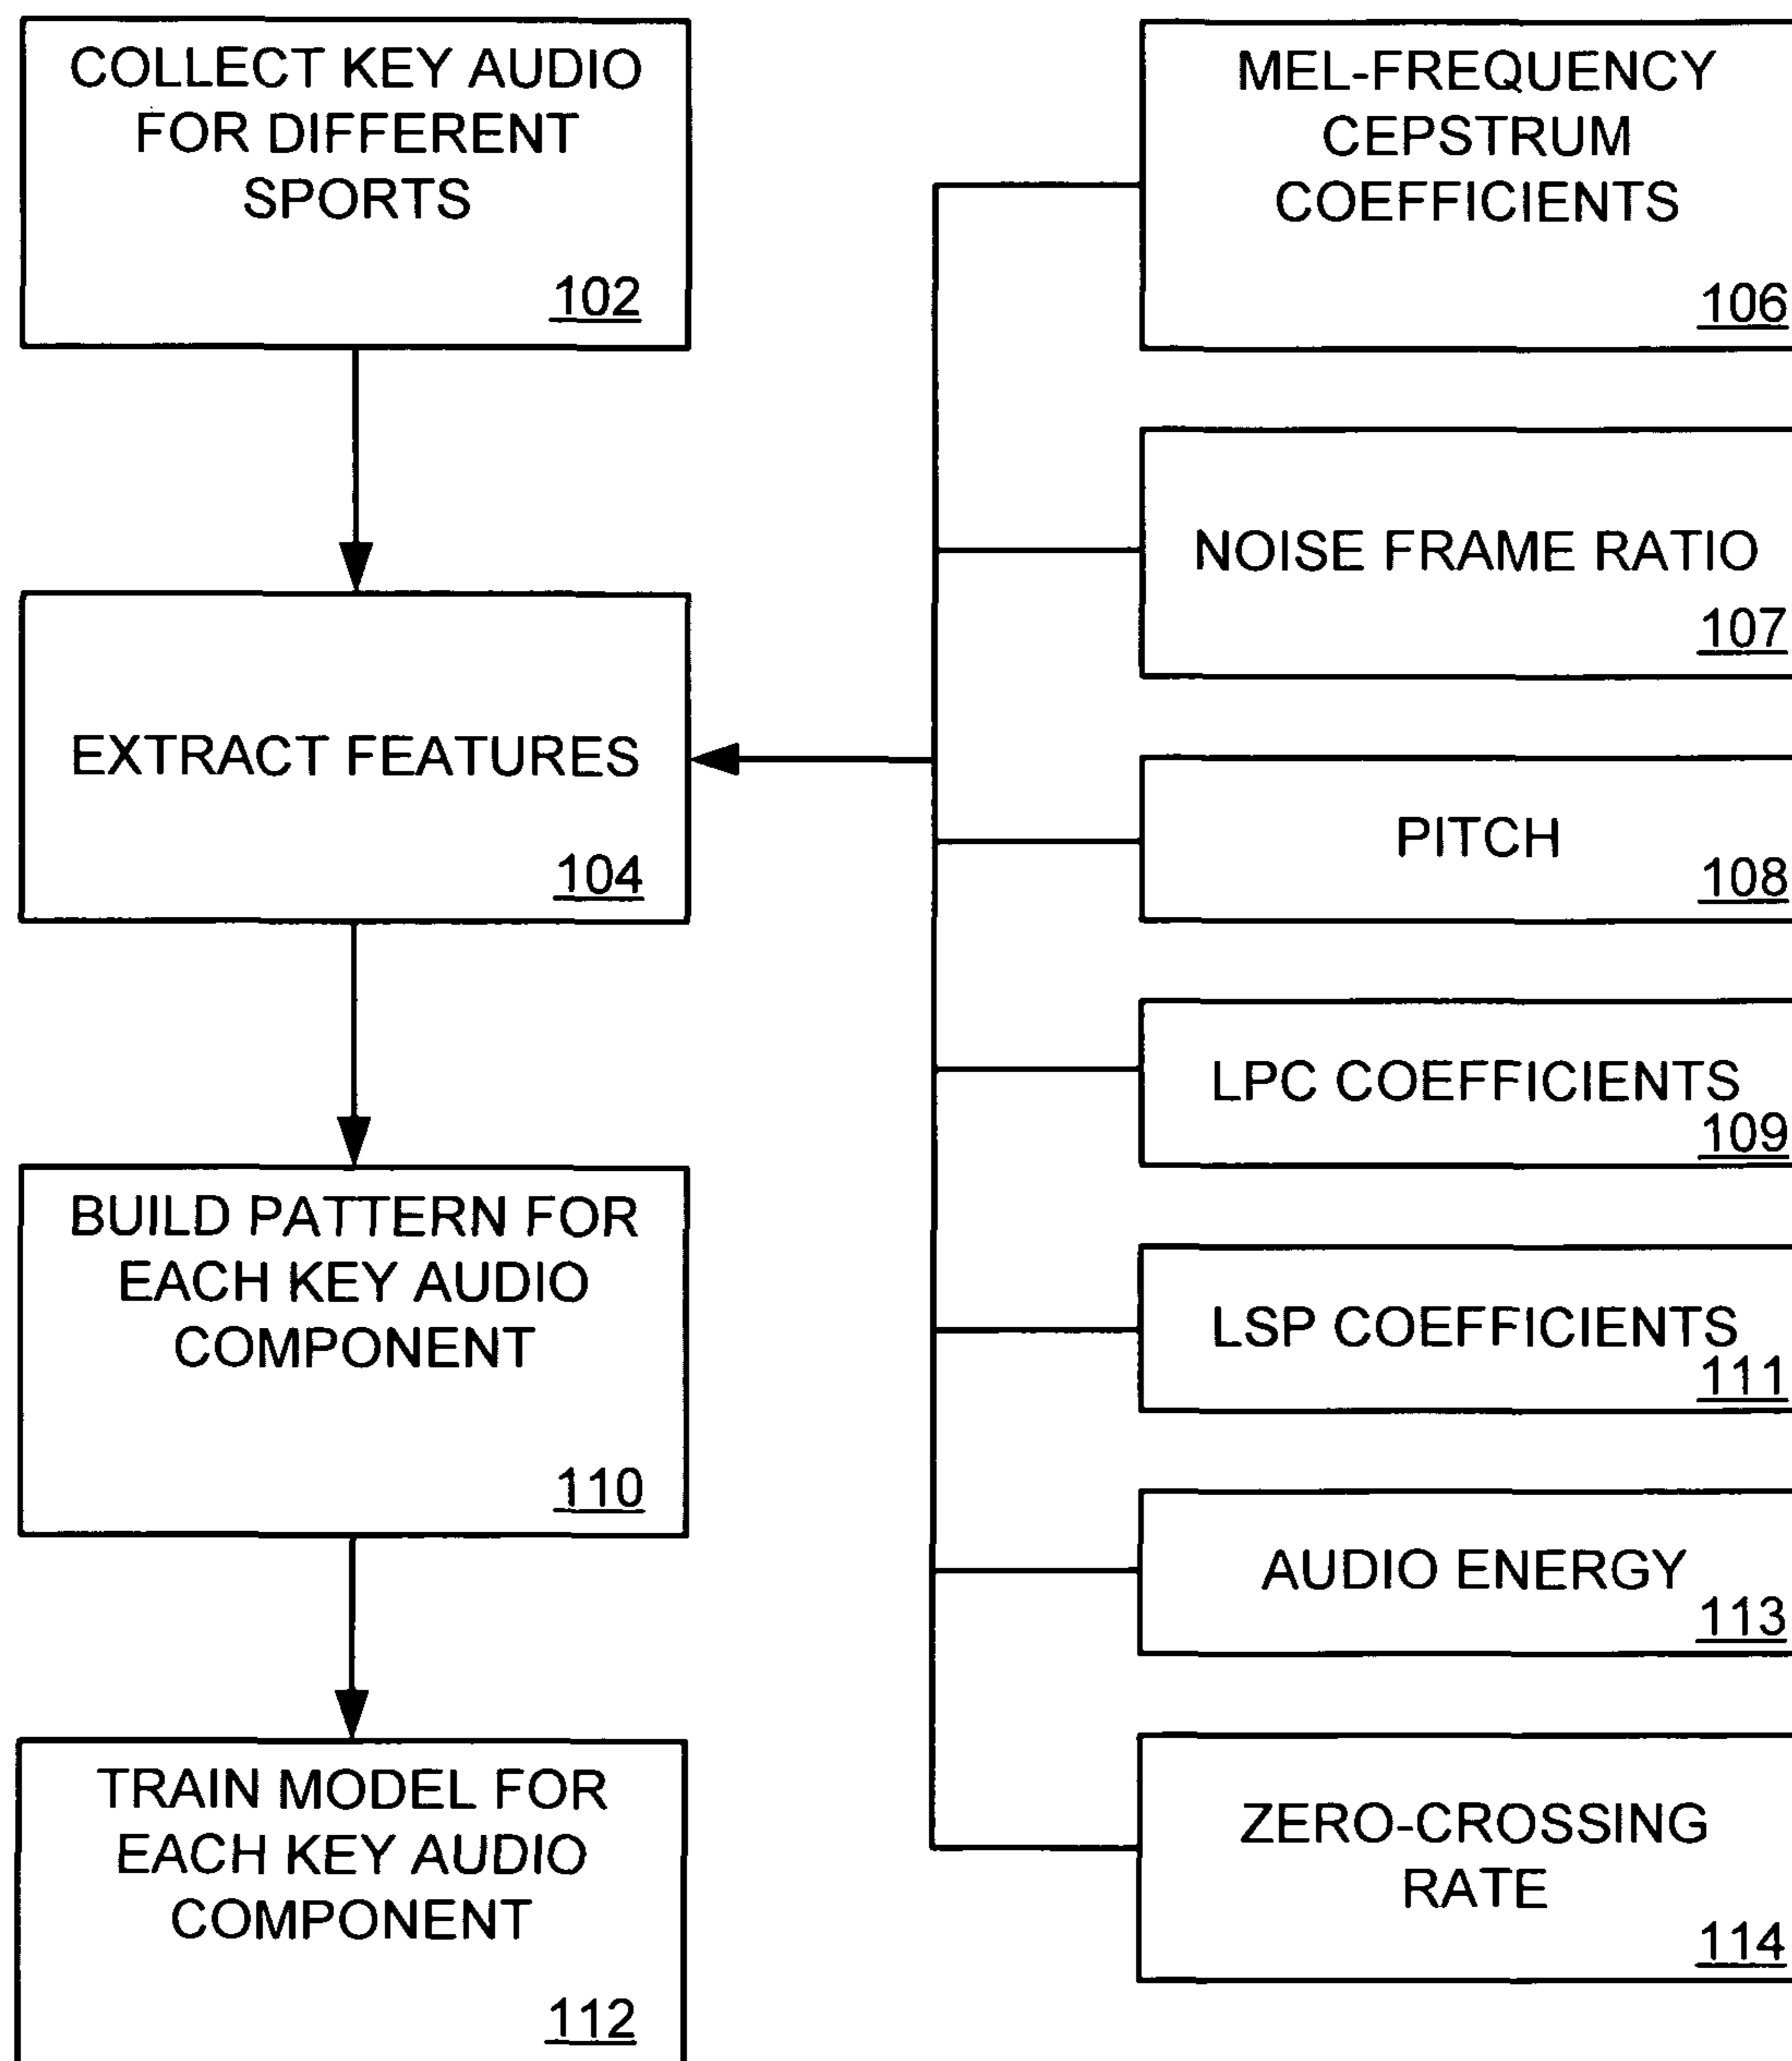 COLLECT KEY AUDIO
FOR DIFFERENT
SPORTS
102
EXTRACT FEATURES
104
BUILD PATTERN FOR
EACH KEY AUDIO
COMPONENT
110
TRAIN MODEL FOR
EACH KEY AUDIO
COMPONENT
112
MEL-FREQUENCY
CEPSTRUM
COEFFICIENTS
106
NOISE FRAME RATIO
107
PITCH
108
LPC COEFFICIENTS
109
LSP COEFFICIENTS
111
AUDIO ENERGY
113
ZERO-CROSSING
RATE
114